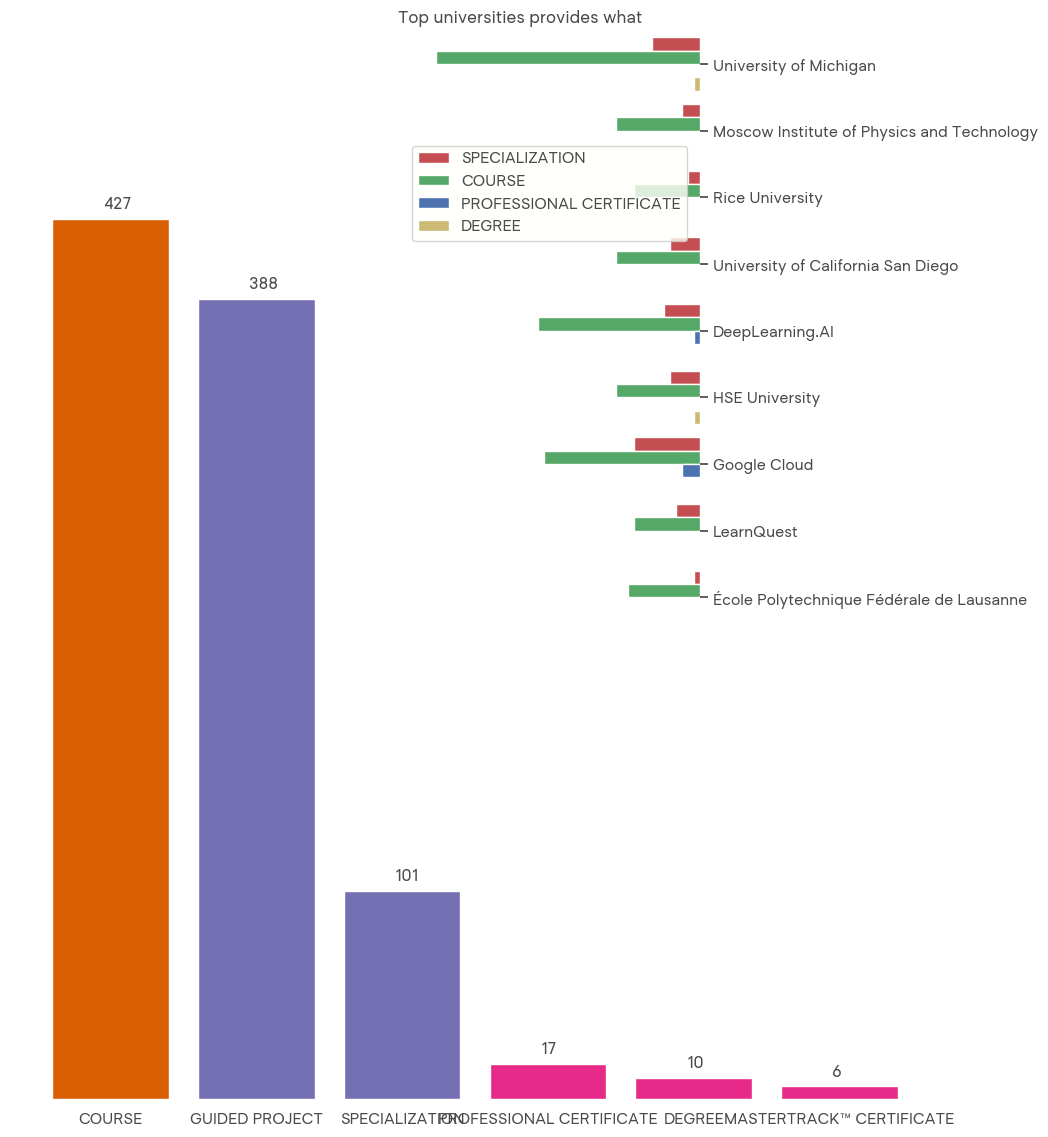 Top universities provides what
University of Michigan
Moscow Institute of Physics and Technology
SPECIALIZATION
COURSE
PROFESSIONAL CERTIFICATE
DEGREE
Rice University
University of California San Diego
DeepLearning.AI
HSE University
Google Cloud
LearnQuest
École Polytechnique Fédérale de Lausanne
427
388
101
17
10
6
COURSE
GUIDED PROJECT
SPECIALIZATION
PROFESSIONAL CERTIFICATE
DEGREE
MASTERTRACK™ CERTIFICATE